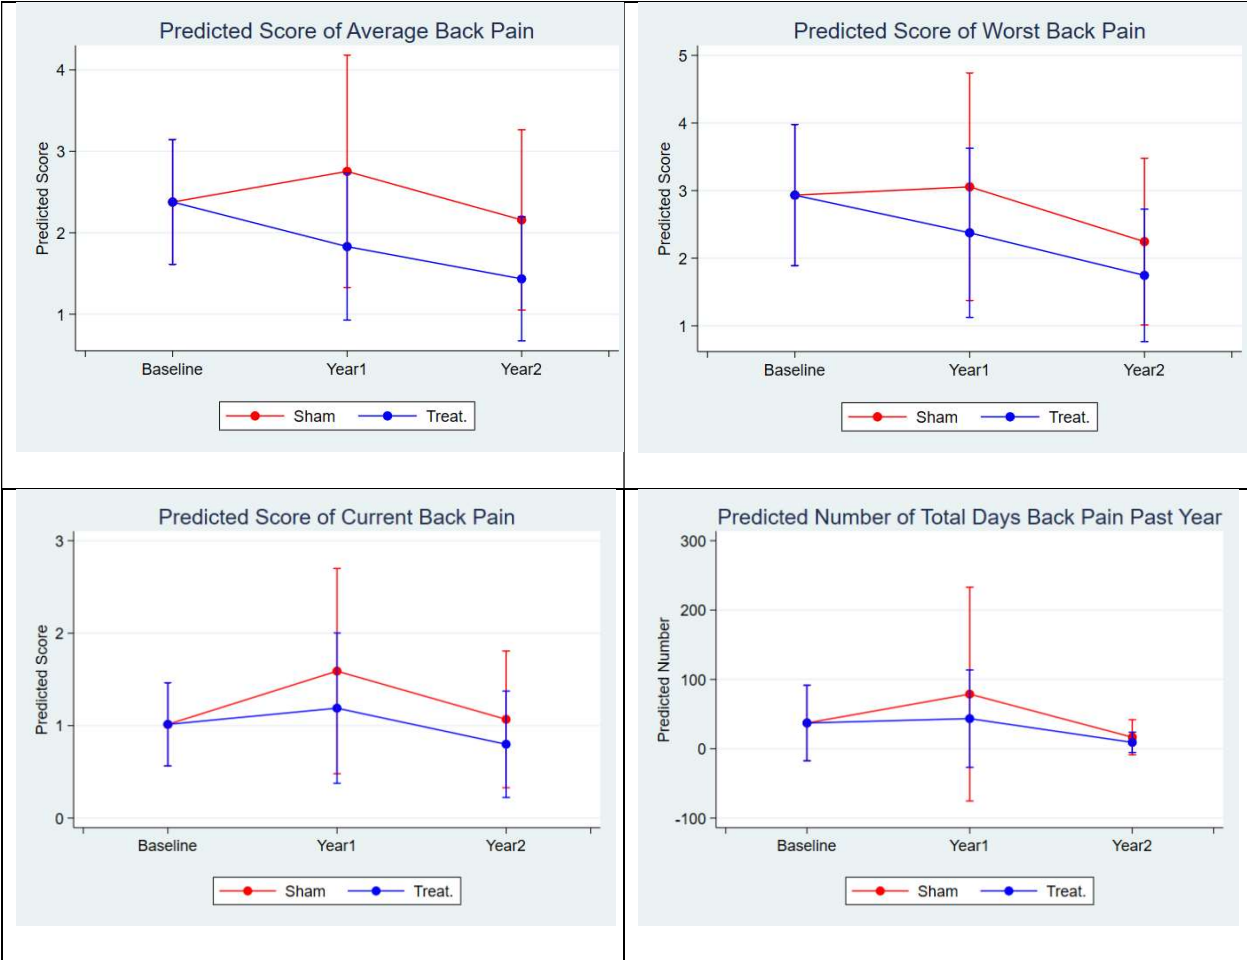 Predicted Score of Average Back Pain
4
3
2
1
Predicted Score
Baseline Year1 Year2
Sham Treat.
Predicted Score of Worst Back Pain
5
4
3
2
1
Predicted Score
Baseline Year1 Year2
Sham Treat.
Predicted Score of Current Back Pain
3
2
1
0
Predicted Score
Baseline Year1 Year2
Sham Treat.
Predicted Number of Total Days Back Pain Past Year
300
200
100
0
-100
Predicted Number
Baseline Year1 Year2
Sham Treat.